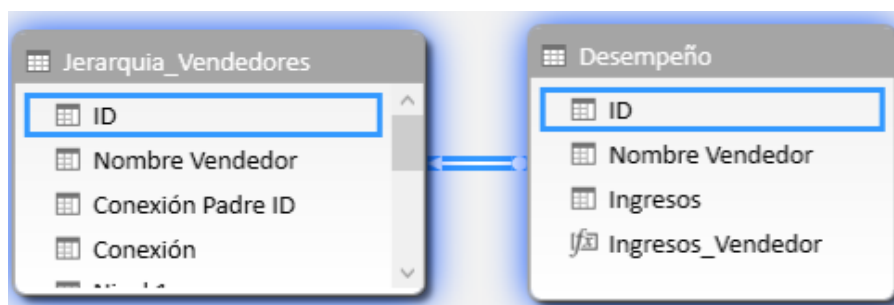 Jerarquia_Vendedores
ID
Nombre Vendedor
Conexión Padre ID
Conexión
Desempeño
ID
Nombre Vendedor
Ingresos
Ingresos_Vendedor